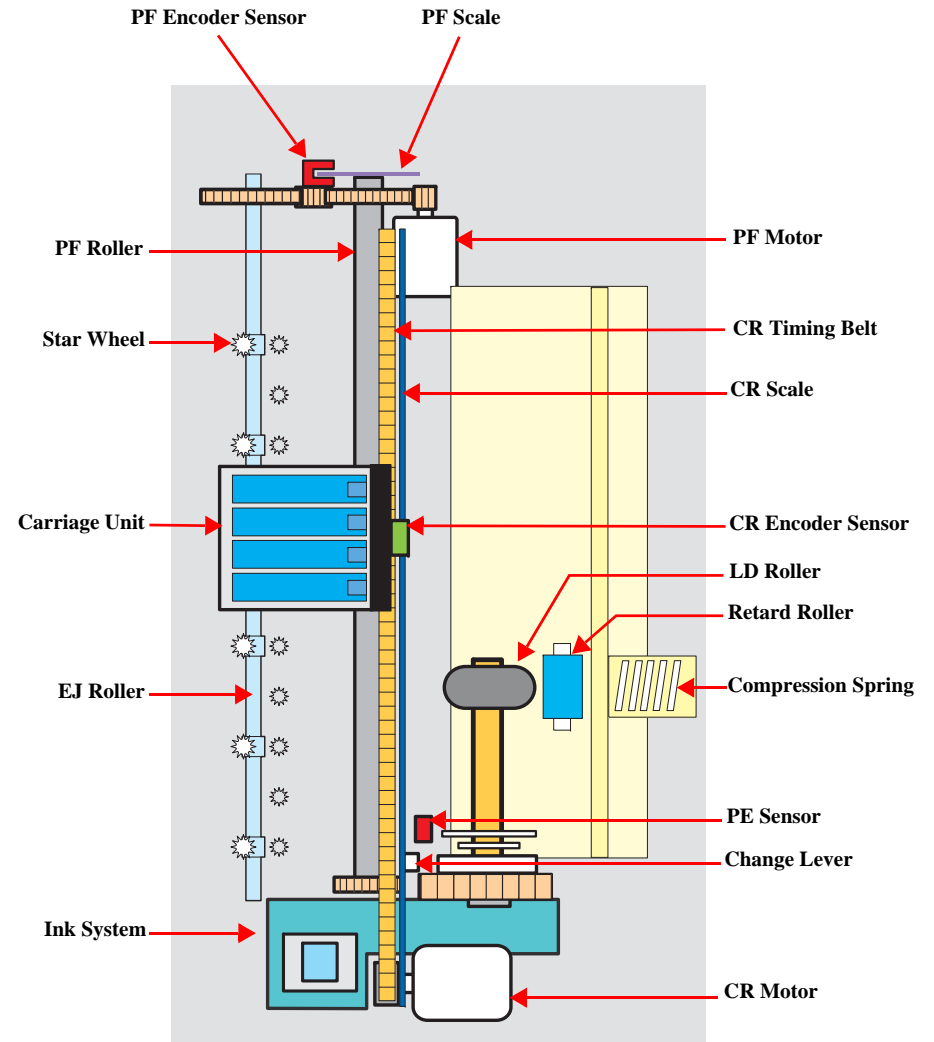 PF Encoder Sensor
PF Scale
PF Roller
PF Motor
Star Wheel
CR Timing Belt
CR Scale
Carriage Unit
CR Encoder Sensor
LD Roller
Retard Roller
EJ Roller
Compression Spring
PE Sensor
Change Lever
Ink System
CR Motor